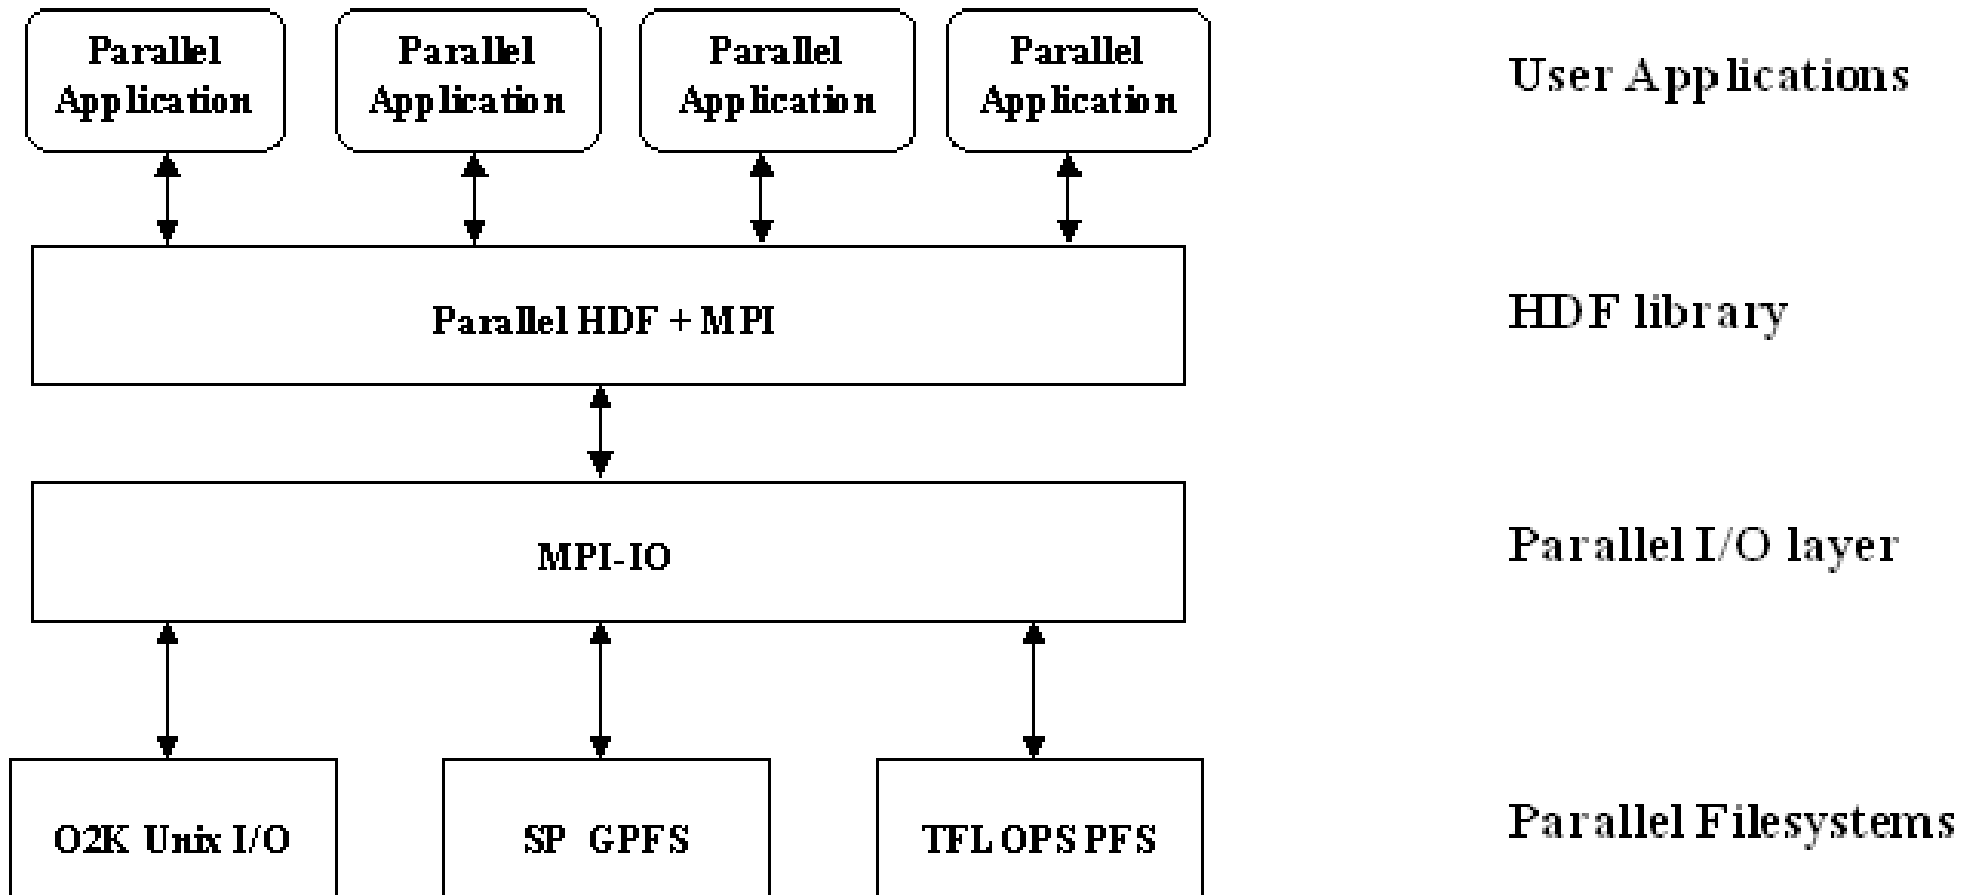 Parallel
Application
Parallel
Application
Parallel
Application
Parallel
Application
User Applications
Parallel HDF + MPI
HDF library
MPI-IO
Parallel I/O layer
O2K Unix I/O
SP GPFS
TFLOPS PFS
Parallel Filesystems